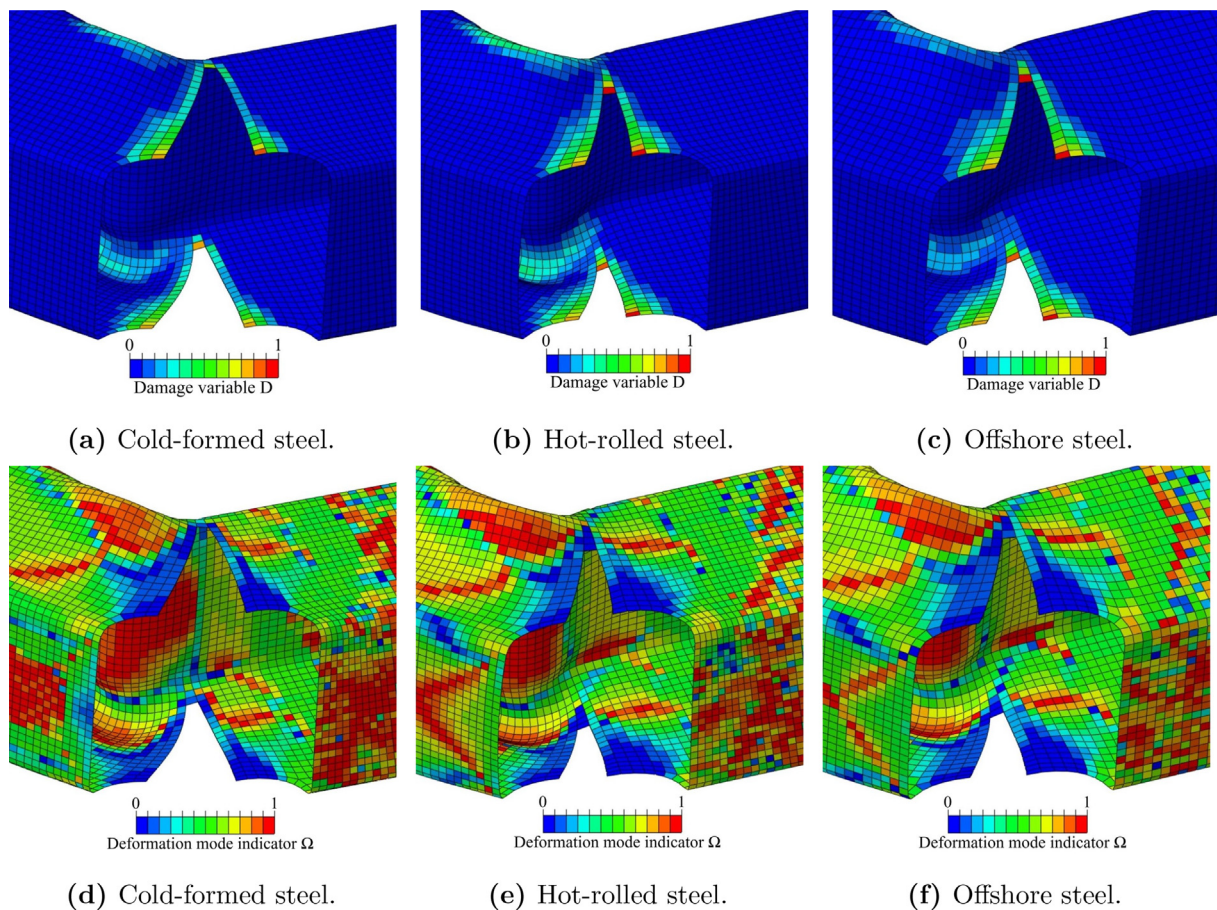 0 1
Damage variable D
0 1
Damage variable D
0 1
Damage variable D
(a) Cold-formed steel.
(b) Hot-rolled steel.
(c) Offshore steel.
0 1
Deformation mode indicator Ω
0 1
Deformation mode indicator Ω
0 1
Deformation mode indicator Ω
(d) Cold-formed steel.
(e) Hot-rolled steel.
(f) Offshore steel.